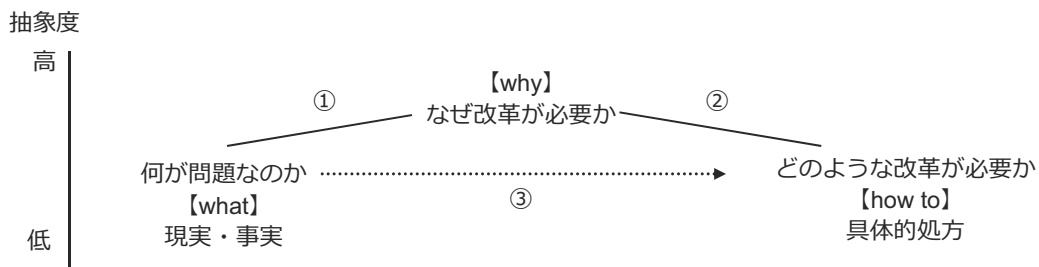 抽象度
高
【why】
なぜ改革が必要か
①
②
何が問題なのか
【what】
現実・事実
③
どのような改革が必要か
【how to】
具体的処方
低